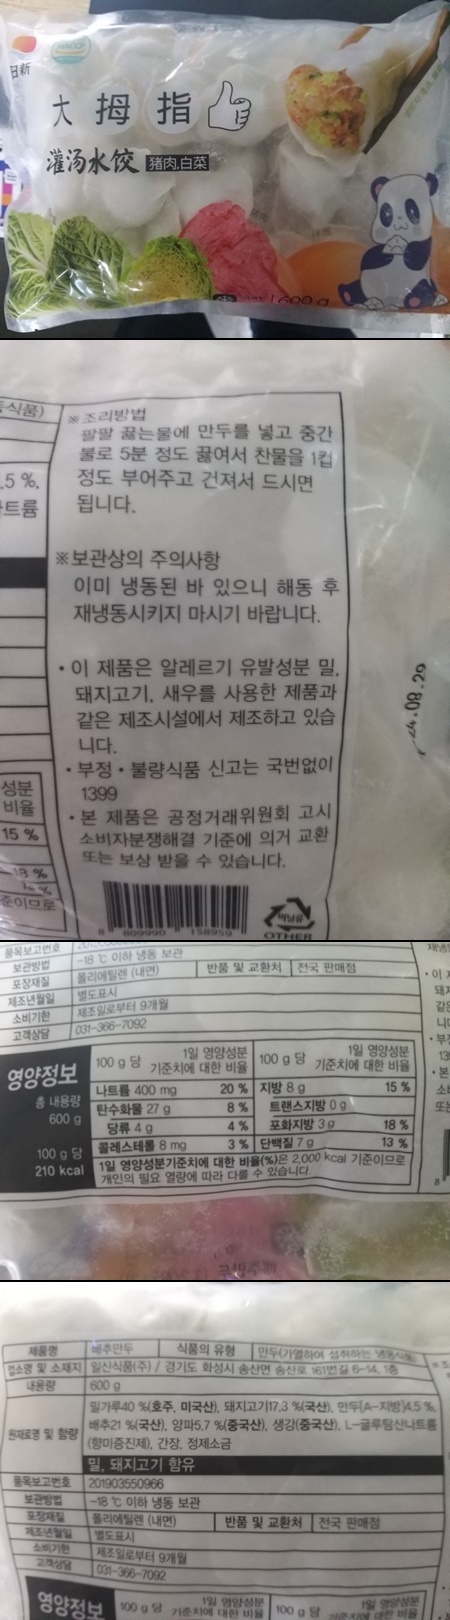 日新
HACCP
大拇指
灌汤水饺 猪肉,白菜
600g
※조리방법
팔팔 끓는물에 만두를 넣고 중간
불로 5분 정도 끓여서 찬물을 1컵
정도 부어주고 건져서 드시면
됩니다.
※보관상의 주의사항
이미 냉동된 바 있으니 해동 후
재냉동시키지 마시기 바랍니다.
• 이 제품은 알레르기 유발성분 밀,
돼지고기, 새우를 사용한 제품과
같은 제조시설에서 제조하고 있습
니다.
• 부정 • 불량식품 신고는 국번없이
1399
• 본 제품은 공정거래위원회 고시
소비자분쟁해결 기준에 의거 교환
또는 보상 받을 수 있습니다.
24.08.29
8 809990 158959
비닐류
OTHER
품목보고번호
보관방법 -18 ℃ 이하 냉동 보관
포장재질 폴리에틸렌 (내면) 반품 및 교환처 전국 판매점
제조년월일 별도표시
소비기한 제조일로부터 9개월
고객상담 031-366-7092
영양정보
총 내용량
600 g
100 g 당
210 kcal
100 g 당 1일 영양성분 기준치에 대한 비율 100 g 당 1일 영양성분 기준치에 대한 비율
나트륨 400 mg 20 % 지방 8 g 15 %
탄수화물 27 g 8 % 트랜스지방 0 g
당류 4 g 4 % 포화지방 3 g 18 %
콜레스테롤 8 mg 3 % 단백질 7 g 13 %
1일 영양성분기준치에 대한 비율(%)은 2,000 kcal 기준이므로
개인의 필요 열량에 따라 다를 수 있습니다.
제품명 배추만두 식품의 유형 만두(가열하여 섭취하는 냉동식품)
업소명 및 소재지 일신식품(주) / 경기도 화성시 송산면 송산로 161번길 6-14, 1층
내용량 600 g
원재료명 및 함량 밀가루40 %(호주, 미국산), 돼지고기17.3 %(국산), 만두[A-지방]4.5 %,
배추21 %(국산), 양파5.7 %(중국산), 생강(중국산), L-글루탐산나트륨
(향미증진제), 간장, 정제소금
밀, 돼지고기 함유
품목보고번호 201903550966
보관방법 -18 ℃ 이하 냉동 보관
포장재질 폴리에틸렌 (내면) 반품 및 교환처 전국 판매점
제조년월일 별도표시
소비기한 제조일로부터 9개월
고객상담 031-366-7092
영양정보 100 g 당 1일 영양성분 기준치에 대한 비율 100 g 당 1일 영양성분